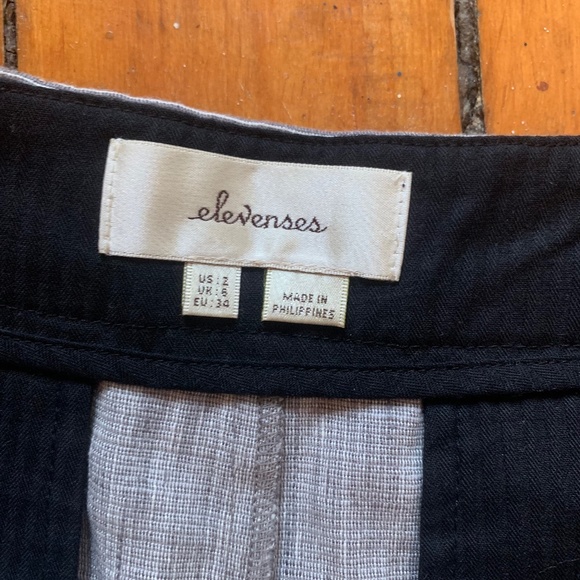 elevenses
US : 2
UK : 6
EU : 34
MADE IN
PHILIPPINES